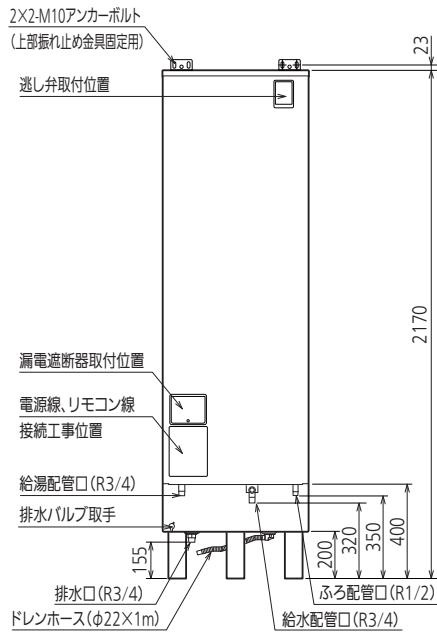 2×2-M10アンカーボルト
(上部振れ止め金具固定用)
23
逃し弁取付位置
2170
漏電遮断器取付位置
電源線、リモコン線
接続工事位置
給湯配管口(R3/4)
排水バルブ取手
155
200
320
350
400
排水口(R3/4)
ふろ配管口(R1/2)
ドレンホース(φ22×1m)
給水配管口(R3/4)